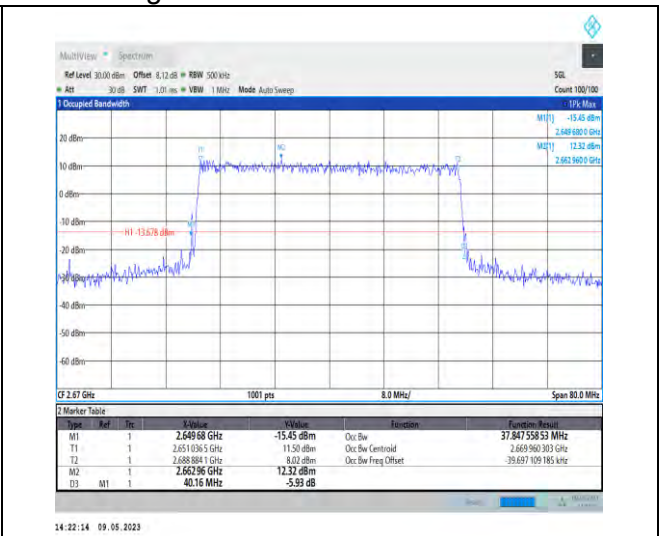 MultiView Spectrum
Ref Level 30.00 dBm Offset 8.12 dB RBW 500 kHz SGL
Att 30 dB SWT 1.01 ms VBW 1 MHz Mode Auto Sweep Count 100/100
1 Occupied Bandwidth 1Pk Max
M1[1] -15.45 dBm
2.649 680 0 GHz
M2[1] 12.32 dBm
2.662 960 0 GHz
20 dBm
T1 M2
10 dBm T2
0 dBm
-10 dBm
H1 -13.678 dBm
-20 dBm
-30 dBm
-40 dBm
-50 dBm
-60 dBm
CF 2.67 GHz 1001 pts 8.0 MHz/ Span 80.0 MHz
2 Marker Table
Type Ref Trc X-Value Y-Value Function Function Result
M1 1 2.649 68 GHz -15.45 dBm Occ Bw 37.847 558 53 MHz
T1 1 2.651 036 5 GHz 11.50 dBm Occ Bw Centroid 2.669 960 303 GHz
T2 1 2.688 884 1 GHz 8.02 dBm Occ Bw Freq Offset -39.697 109 185 kHz
M2 1 2.662 96 GHz 12.32 dBm
D3 M1 1 40.16 MHz -5.93 dB
14:22:14 09.05.2023